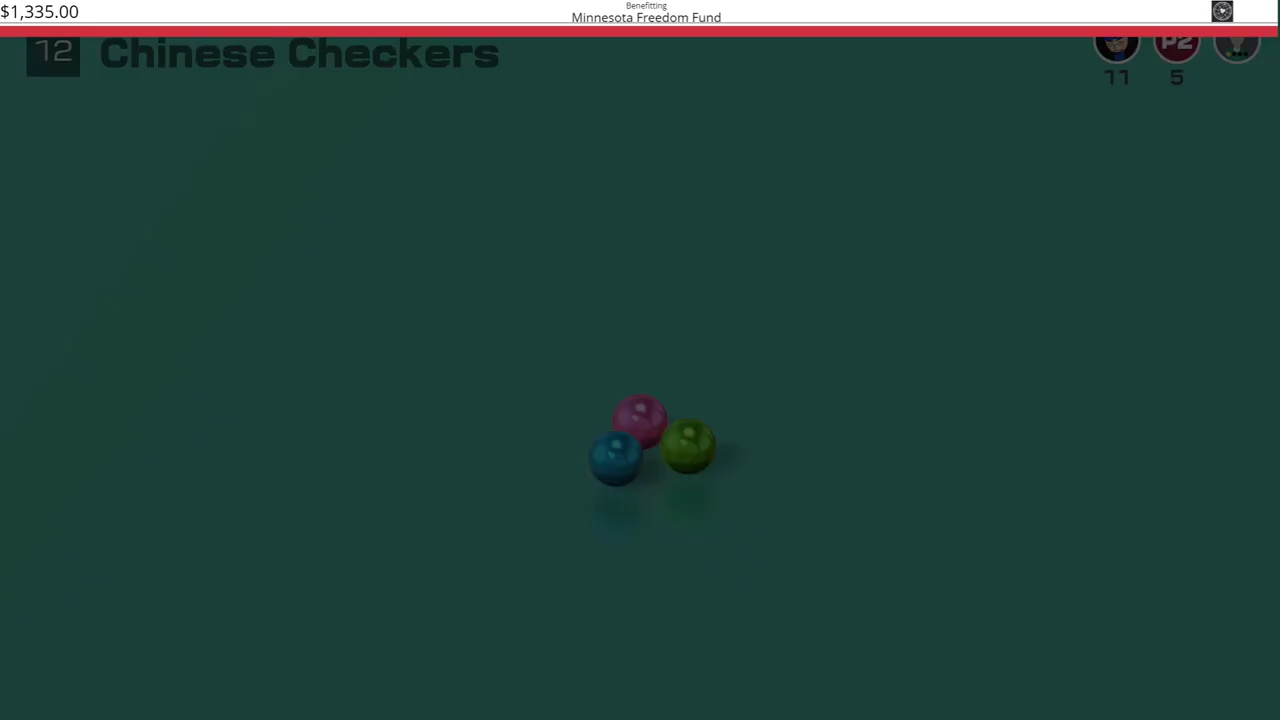 $1,335.00
Benefitting
Minnesota Freedom Fund
12 Chinese Checkers
P2
11 5